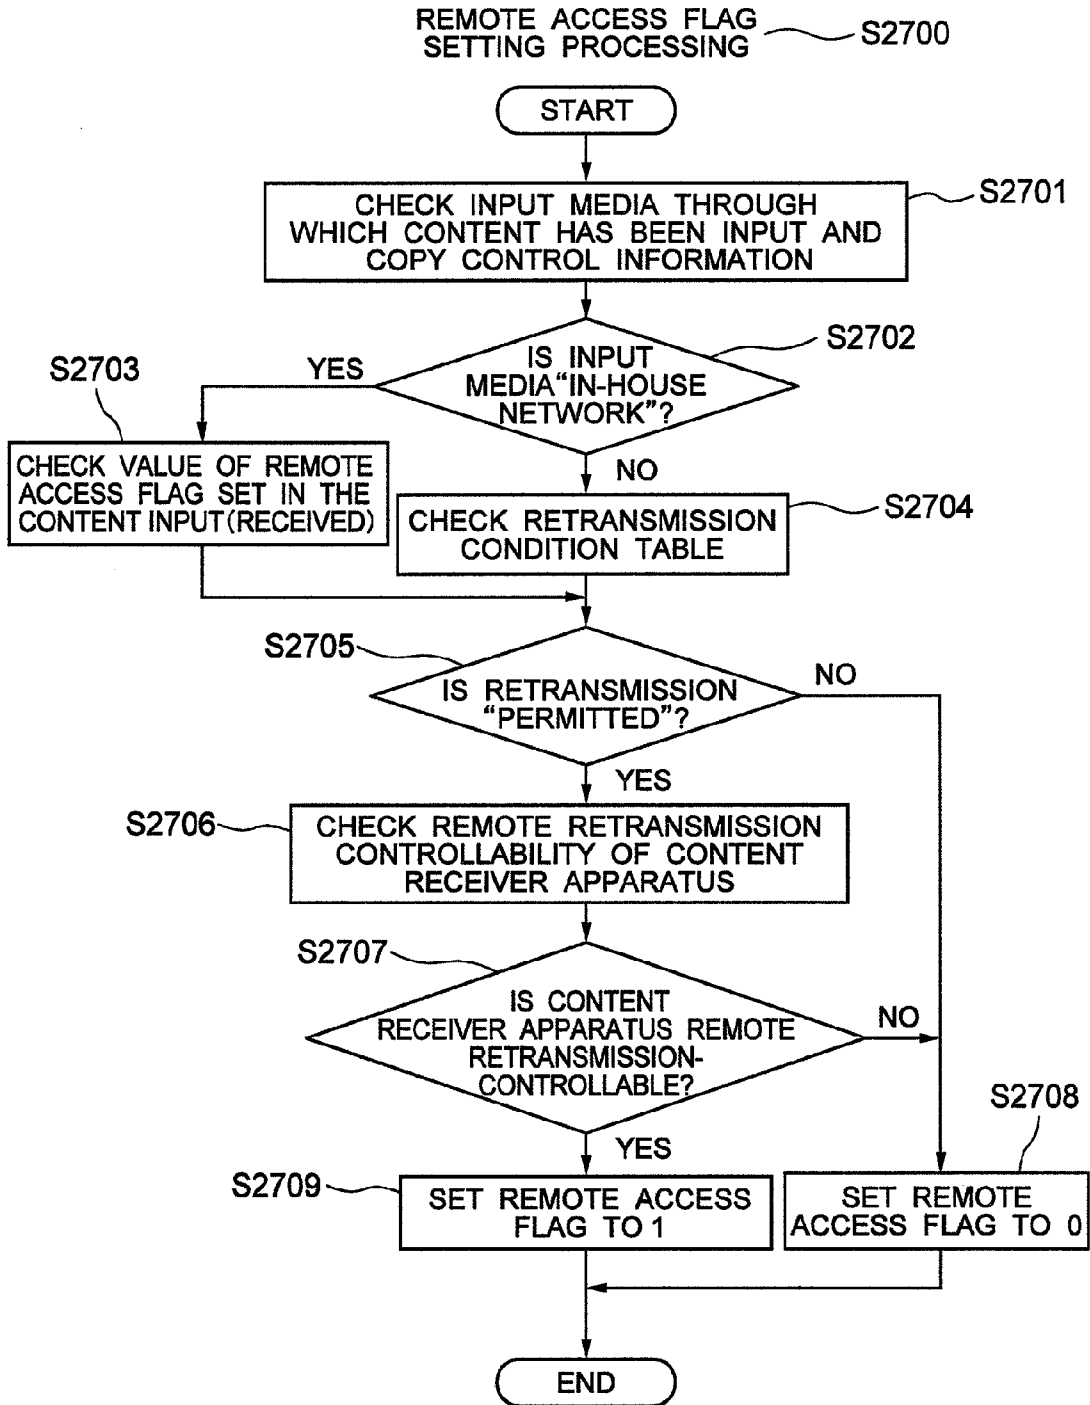 REMOTE ACCESS FLAG
SETTING PROCESSING
S2700
START
S2701
CHECK INPUT MEDIA THROUGH
WHICH CONTENT HAS BEEN INPUT AND
COPY CONTROL INFORMATION
S2702
IS INPUT
MEDIA“IN-HOUSE
NETWORK”?
YES
S2703
CHECK VALUE OF REMOTE
ACCESS FLAG SET IN THE
CONTENT INPUT(RECEIVED)
NO
S2704
CHECK RETRANSMISSION
CONDITION TABLE
S2705
IS RETRANSMISSION
“PERMITTED”?
NO
YES
S2706
CHECK REMOTE RETRANSMISSION
CONTROLLABILITY OF CONTENT
RECEIVER APPARATUS
S2707
IS CONTENT
RECEIVER APPARATUS REMOTE
RETRANSMISSION-
CONTROLLABLE?
NO
YES
S2708
S2709
SET REMOTE ACCESS
FLAG TO 1
SET REMOTE
ACCESS FLAG TO 0
END